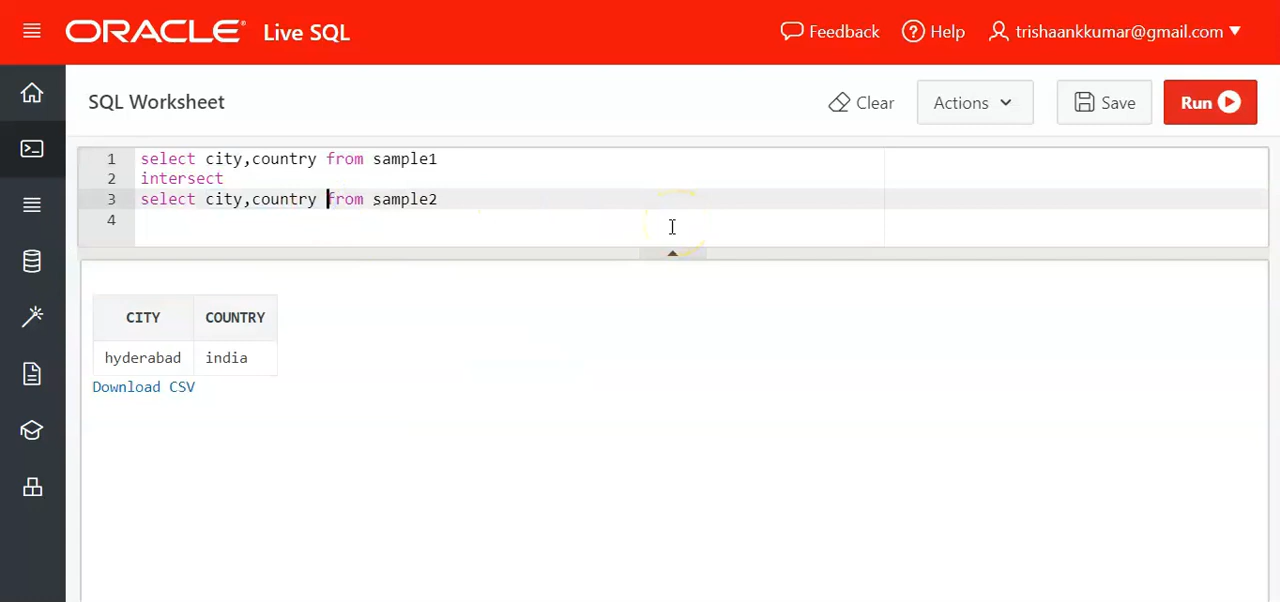 ORACLE® Live SQL Feedback Help trishaankkumar@gmail.com
SQL Worksheet Clear Actions Save Run
1 select city,country from sample1
2 intersect
3 select city,country from sample2
4
CITY COUNTRY
hyderabad india
Download CSV